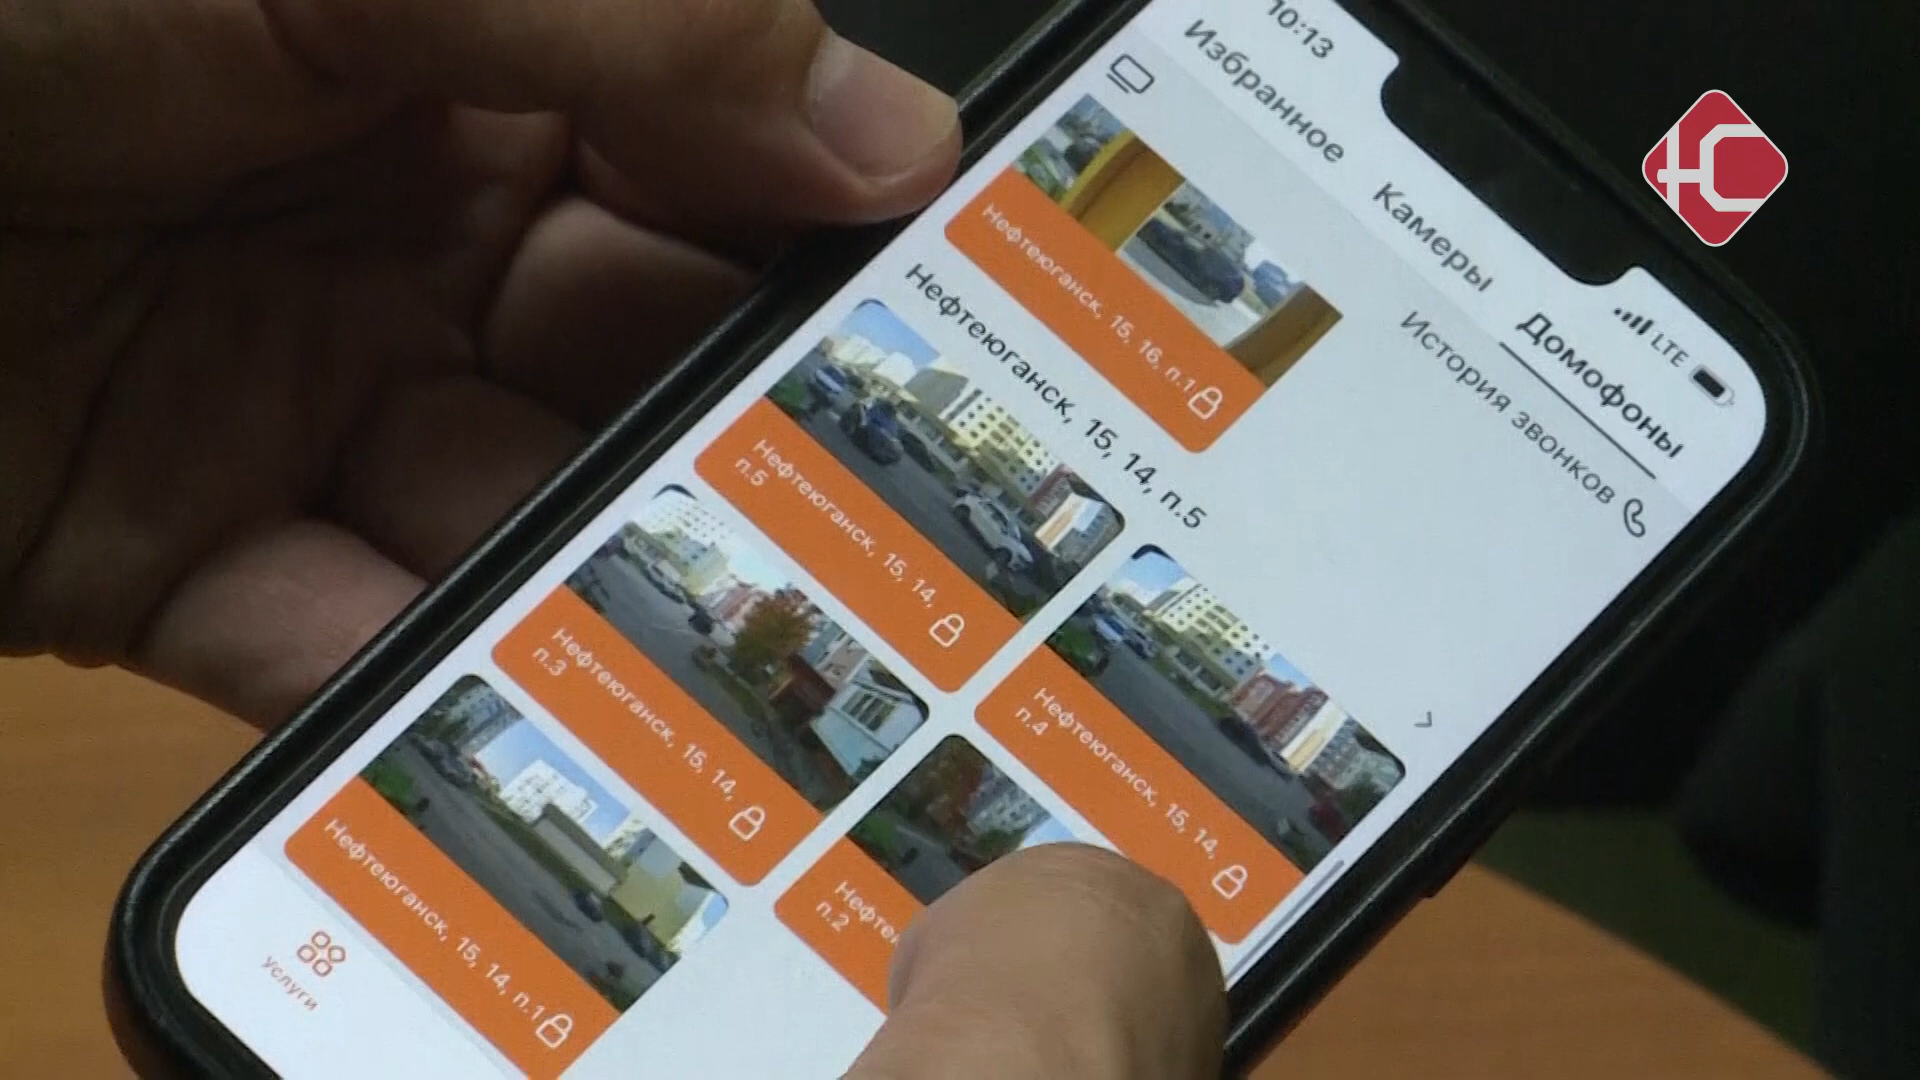 10:13
LTE
Избранное
Камеры
Домофоны
История звонков
Нефтеюганск, 15, 16, п.1
Нефтеюганск, 15, 14, п.5
Нефтеюганск, 15, 14,
п.5
Нефтеюганск, 15, 14,
п.4
Нефтеюганск, 15, 14,
п.3
Нефтею
п.2
Нефтеюганск, 15, 14, п.1
Услуги
Ю С